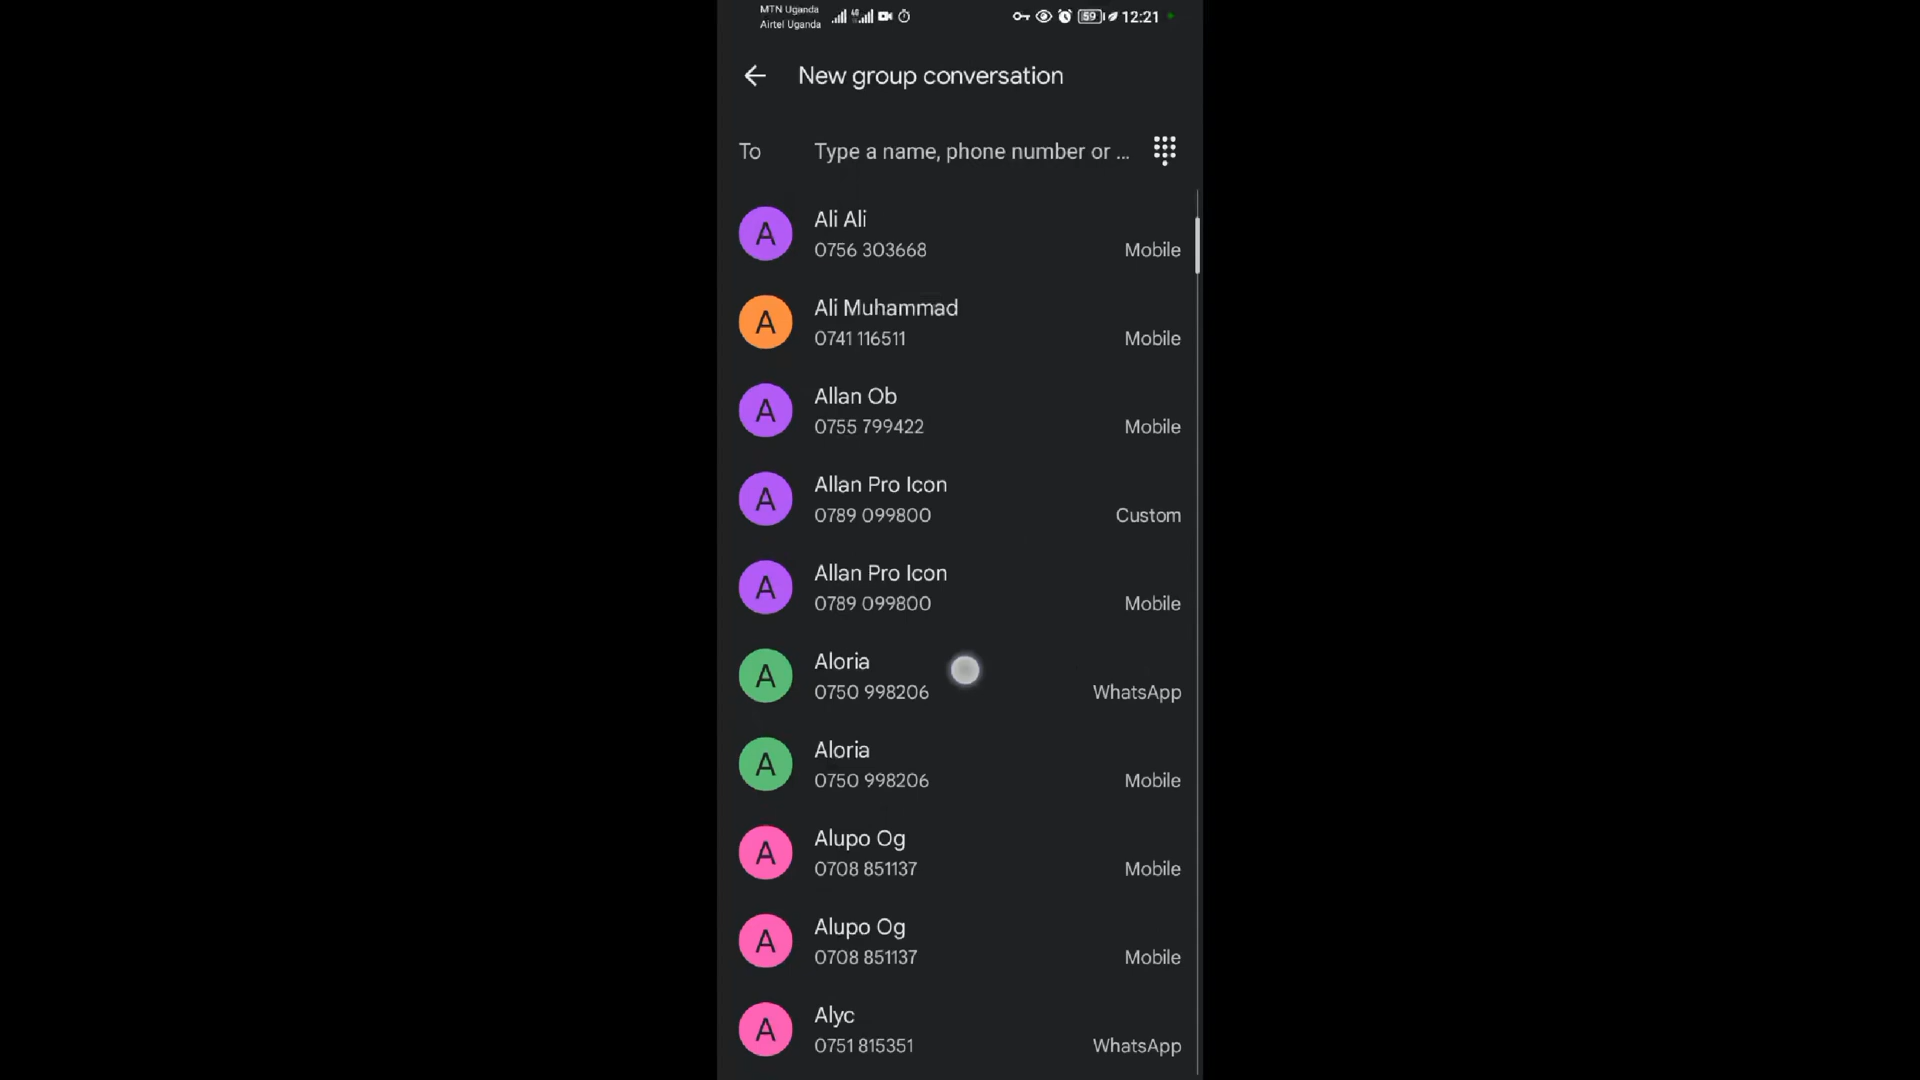 MTN Uganda
Airtel Uganda
4G
59
12:21
New group conversation
To
Type a name, phone number or ...
A
Ali Ali
0756 303668
Mobile
A
Ali Muhammad
0741 116511
Mobile
A
Allan Ob
0755 799422
Mobile
A
Allan Pro Icon
0789 099800
Custom
A
Allan Pro Icon
0789 099800
Mobile
A
Aloria
0750 998206
WhatsApp
A
Aloria
0750 998206
Mobile
A
Alupo Og
0708 851137
Mobile
A
Alupo Og
0708 851137
Mobile
A
Alyc
0751 815351
WhatsApp